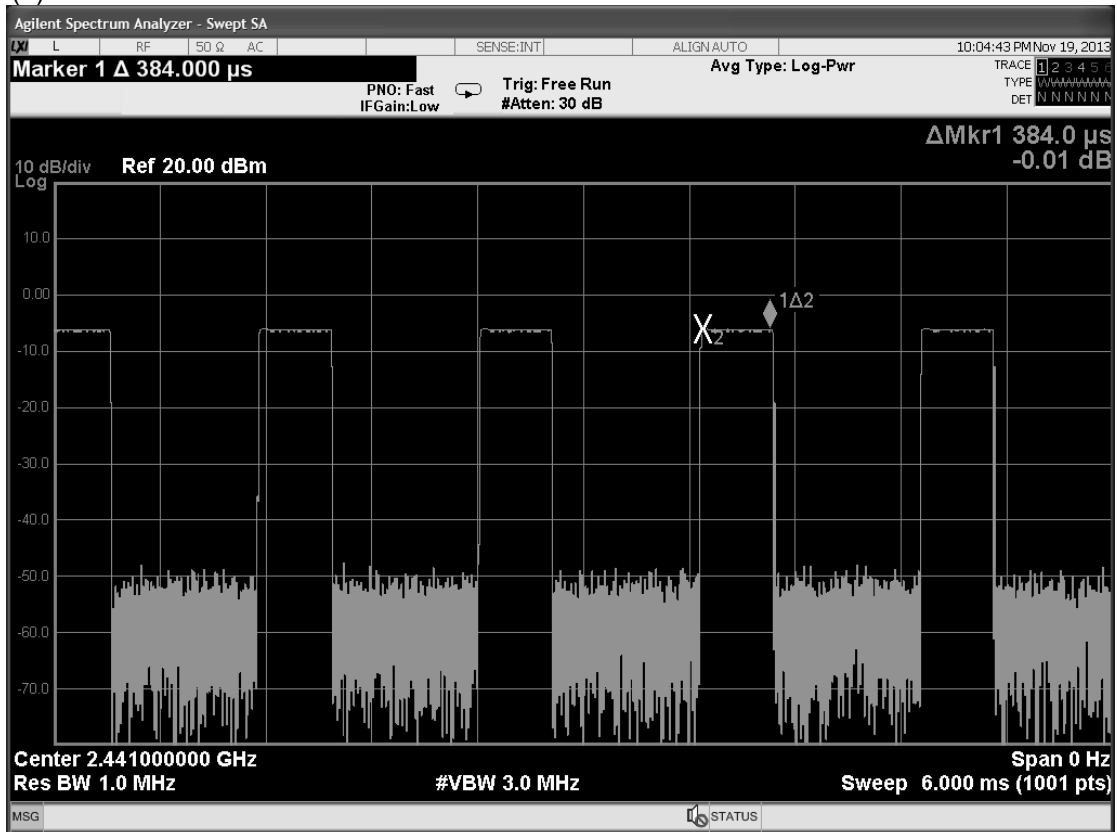 Agilent Spectrum Analyzer - Swept SA
LXI L RF 50 Ω AC SENSE:INT ALIGN AUTO 10:04:43 PM Nov 19, 2013
Marker 1 Δ 384.000 µs
PNO: Fast
IFGain:Low
Trig: Free Run
#Atten: 30 dB
Avg Type: Log-Pwr
TRACE 1 2 3 4 5 6
TYPE
DET N N N N N N
ΔMkr1 384.0 µs
-0.01 dB
10 dB/div Ref 20.00 dBm
Log
10.0
0.00
1Δ2
X2
-10.0
-20.0
-30.0
-40.0
-50.0
-60.0
-70.0
Center 2.441000000 GHz Span 0 Hz
Res BW 1.0 MHz #VBW 3.0 MHz Sweep 6.000 ms (1001 pts)
MSG STATUS